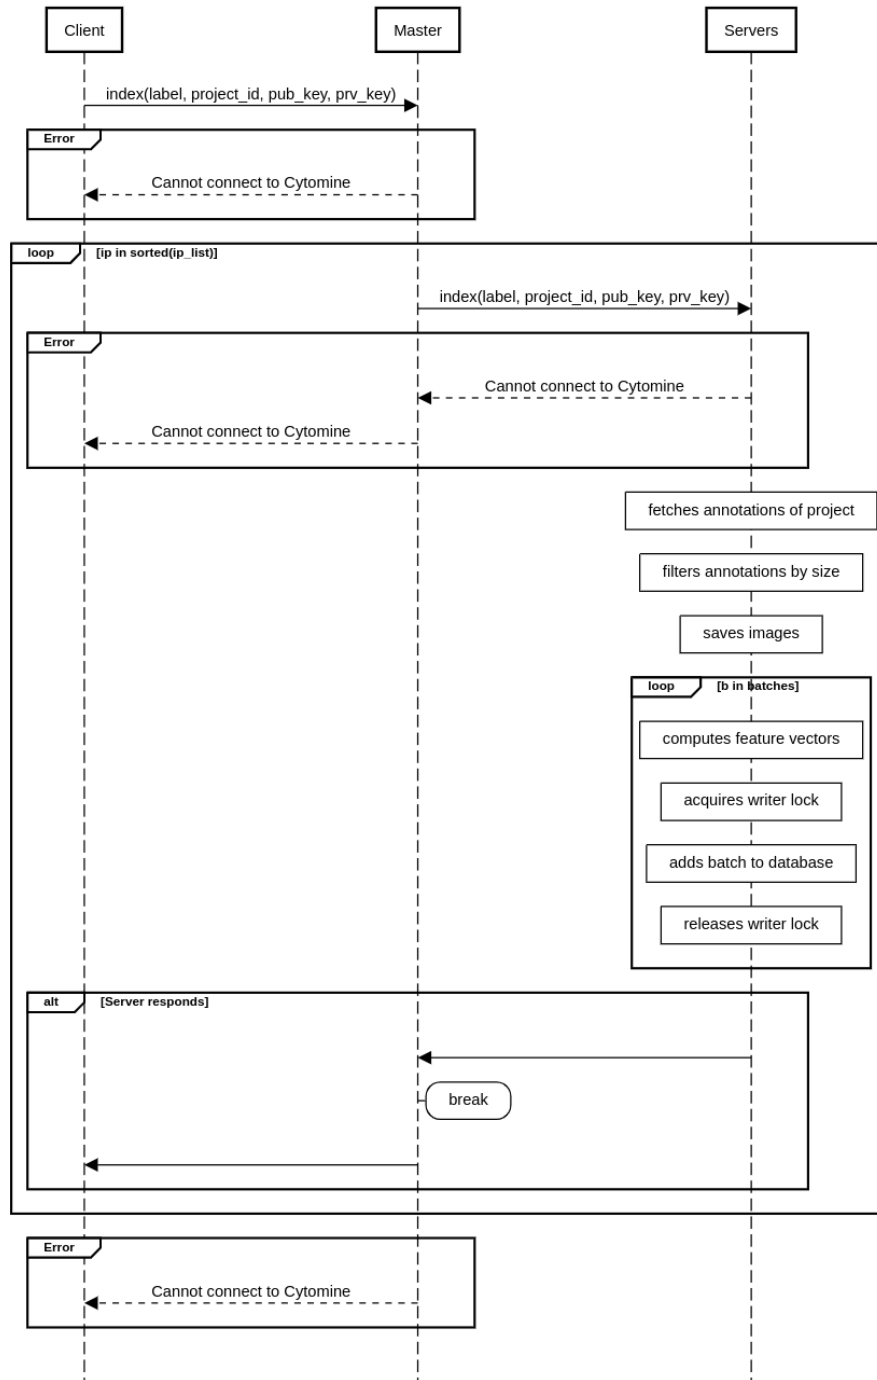 Client
Master
Servers
index(label, project_id, pub_key, prv_key)
Error
Cannot connect to Cytomine
loop
[ip in sorted(ip_list)]
index(label, project_id, pub_key, prv_key)
Error
Cannot connect to Cytomine
Cannot connect to Cytomine
fetches annotations of project
filters annotations by size
saves images
loop
[b in batches]
computes feature vectors
acquires writer lock
adds batch to database
releases writer lock
alt
[Server responds]
break
Error
Cannot connect to Cytomine